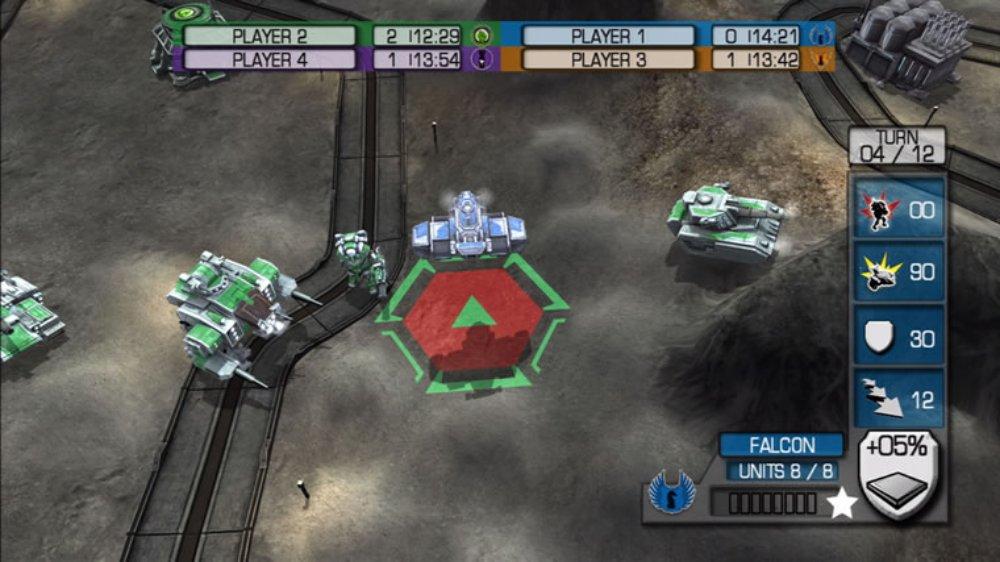 PLAYER 2 2 12:29 PLAYER 1 0 14:21
PLAYER 4 1 13:54 PLAYER 3 1 13:42
TURN
04 / 12
00
90
30
12
+05%
FALCON
UNITS 8 / 8